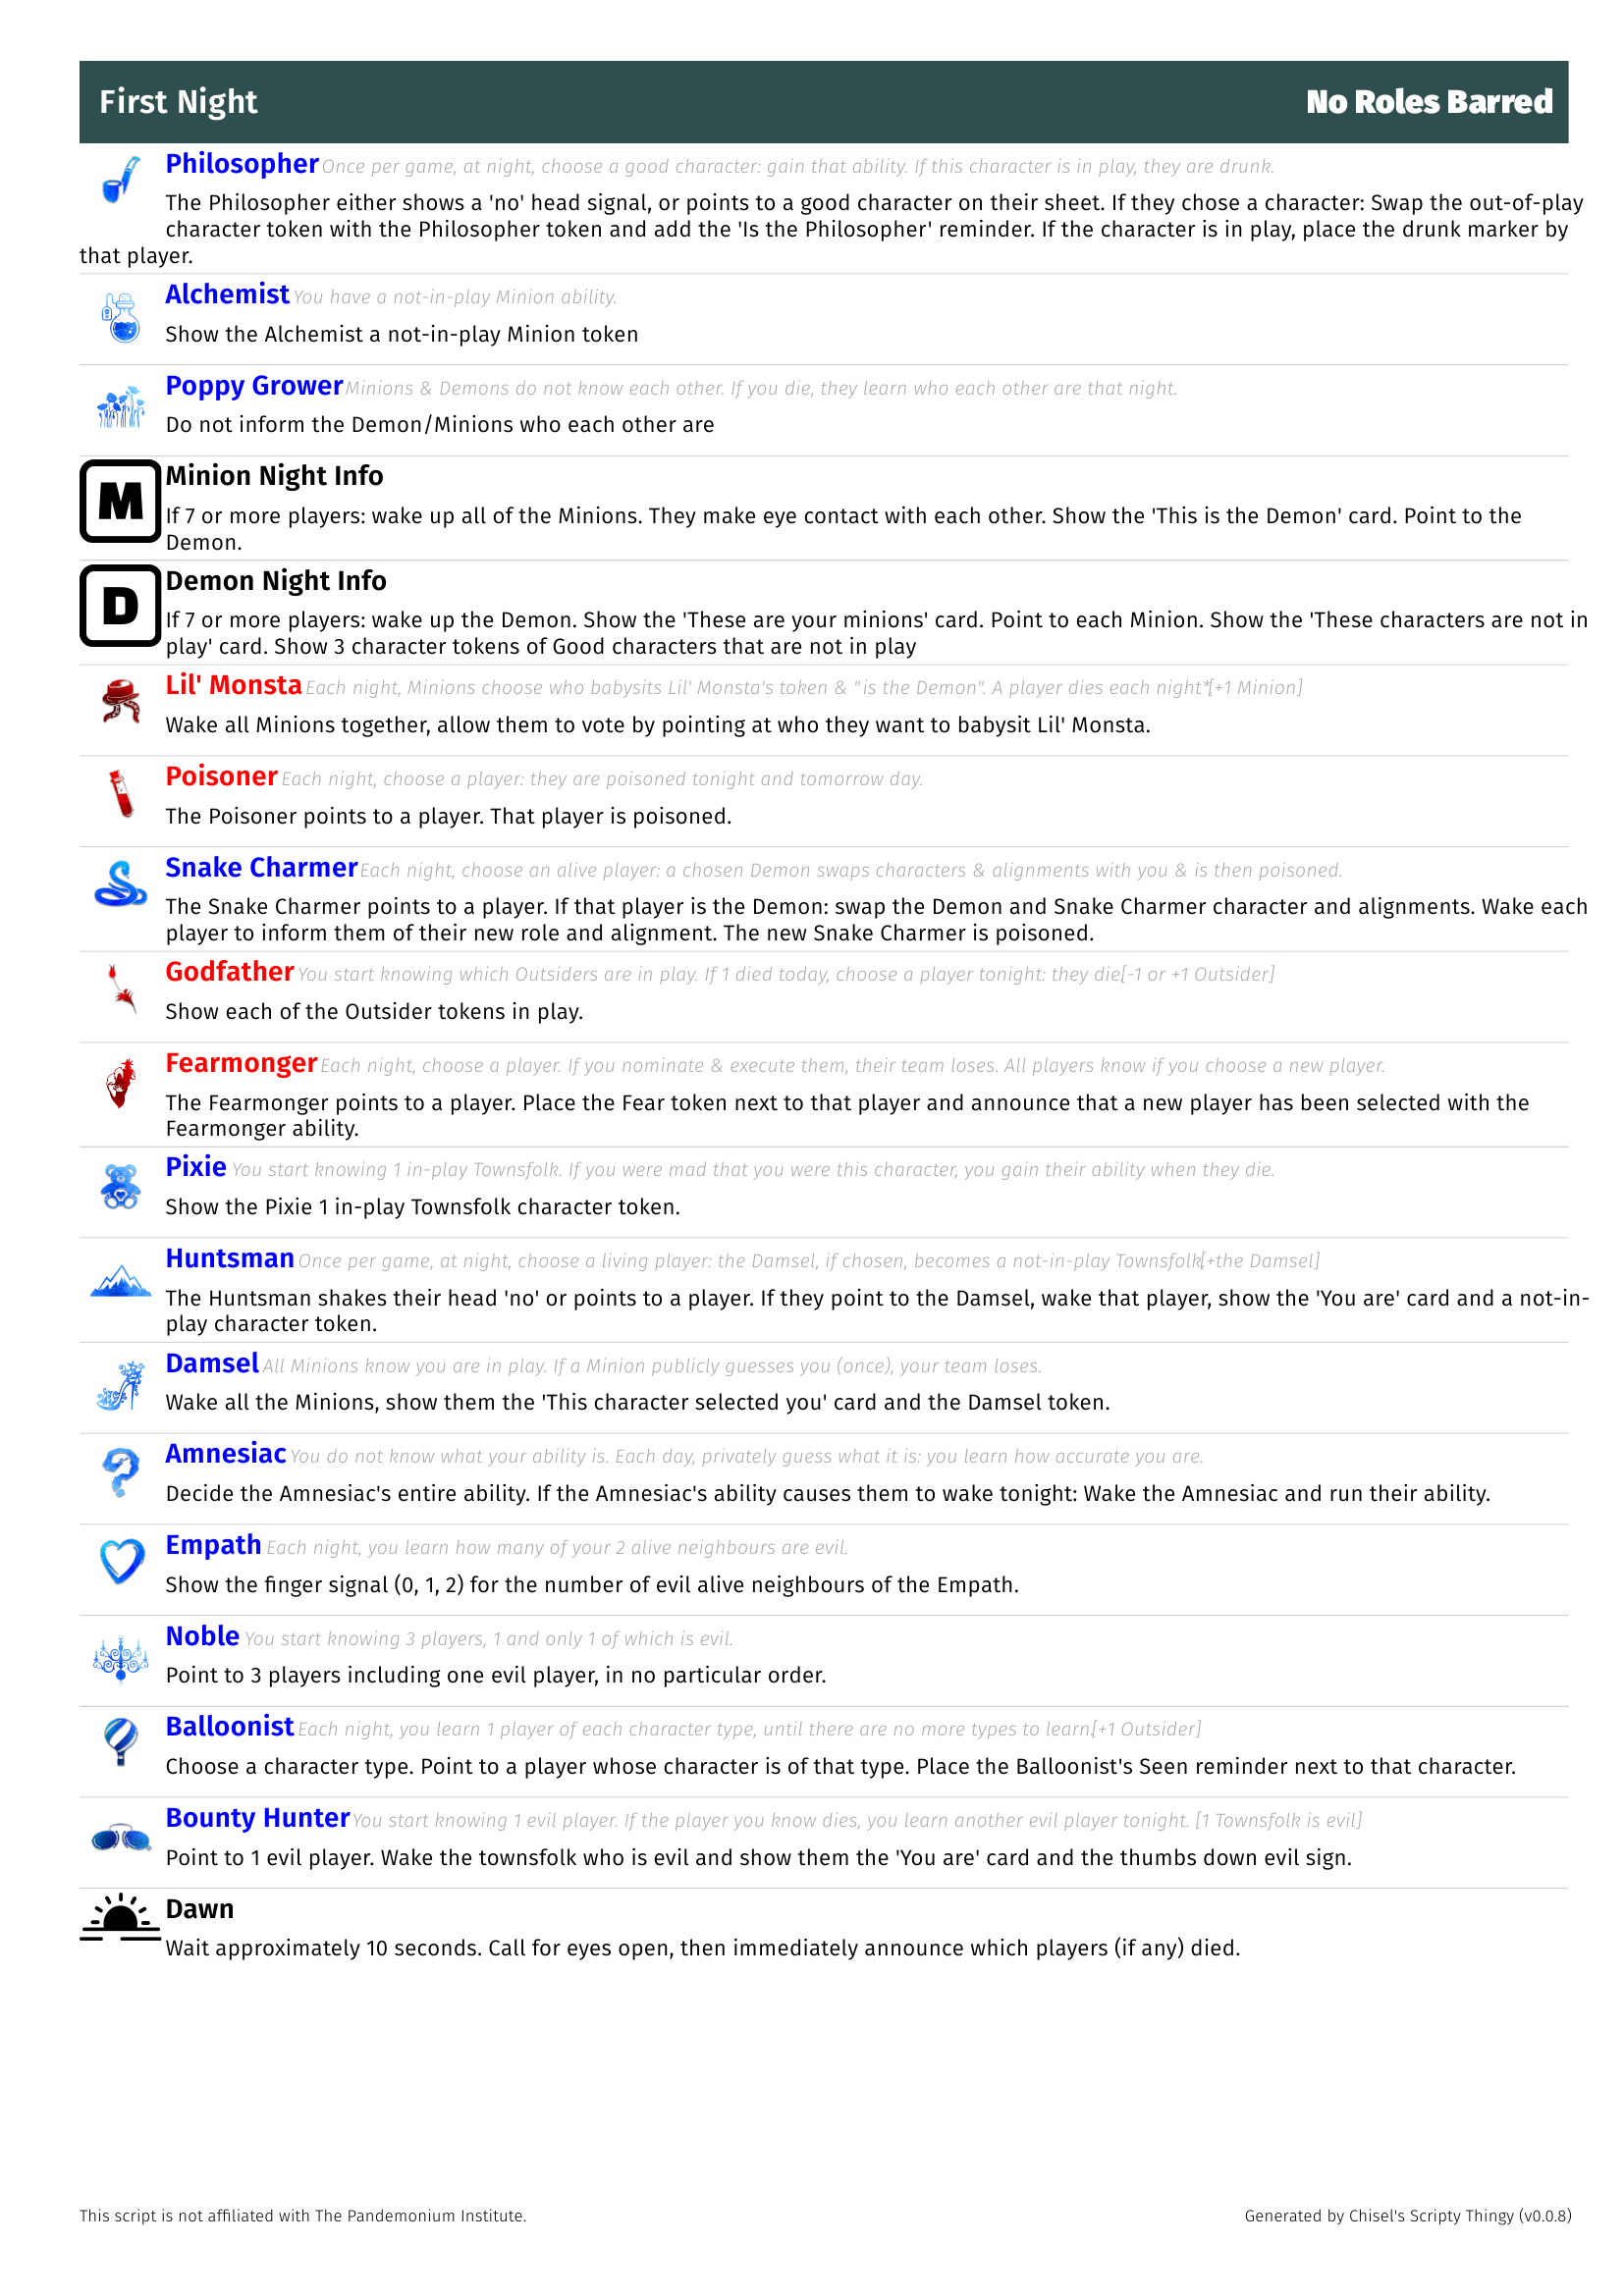 First Night
No Roles Barred
Philosopher Once per game, at night, choose a good character: gain that ability. If this character is in play, they are drunk.
The Philosopher either shows a 'no' head signal, or points to a good character on their sheet. If they chose a character: Swap the out-of-play
character token with the Philosopher token and add the 'Is the Philosopher' reminder. If the character is in play, place the drunk marker by
that player.
Alchemist You have a not-in-play Minion ability.
Show the Alchemist a not-in-play Minion token
Poppy Grower Minions & Demons do not know each other. If you die, they learn who each other are that night.
Do not inform the Demon/Minions who each other are
M
Minion Night Info
If 7 or more players: wake up all of the Minions. They make eye contact with each other. Show the 'This is the Demon' card. Point to the
Demon.
D
Demon Night Info
If 7 or more players: wake up the Demon. Show the 'These are your minions' card. Point to each Minion. Show the 'These characters are not in
play' card. Show 3 character tokens of Good characters that are not in play
Lil' Monsta Each night, Minions choose who babysits Lil' Monsta's token & "is the Demon". A player dies each night*[+1 Minion]
Wake all Minions together, allow them to vote by pointing at who they want to babysit Lil' Monsta.
Poisoner Each night, choose a player: they are poisoned tonight and tomorrow day.
The Poisoner points to a player. That player is poisoned.
Snake Charmer Each night, choose an alive player: a chosen Demon swaps characters & alignments with you & is then poisoned.
The Snake Charmer points to a player. If that player is the Demon: swap the Demon and Snake Charmer character and alignments. Wake each
player to inform them of their new role and alignment. The new Snake Charmer is poisoned.
Godfather You start knowing which Outsiders are in play. If 1 died today, choose a player tonight: they die[-1 or +1 Outsider]
Show each of the Outsider tokens in play.
Fearmonger Each night, choose a player. If you nominate & execute them, their team loses. All players know if you choose a new player.
The Fearmonger points to a player. Place the Fear token next to that player and announce that a new player has been selected with the
Fearmonger ability.
Pixie You start knowing 1 in-play Townsfolk. If you were mad that you were this character, you gain their ability when they die.
Show the Pixie 1 in-play Townsfolk character token.
Huntsman Once per game, at night, choose a living player: the Damsel, if chosen, becomes a not-in-play Townsfolk[+the Damsel]
The Huntsman shakes their head 'no' or points to a player. If they point to the Damsel, wake that player, show the 'You are' card and a not-in-
play character token.
Damsel All Minions know you are in play. If a Minion publicly guesses you (once), your team loses.
Wake all the Minions, show them the 'This character selected you' card and the Damsel token.
Amnesiac You do not know what your ability is. Each day, privately guess what it is: you learn how accurate you are.
Decide the Amnesiac's entire ability. If the Amnesiac's ability causes them to wake tonight: Wake the Amnesiac and run their ability.
Empath Each night, you learn how many of your 2 alive neighbours are evil.
Show the finger signal (0, 1, 2) for the number of evil alive neighbours of the Empath.
Noble You start knowing 3 players, 1 and only 1 of which is evil.
Point to 3 players including one evil player, in no particular order.
Balloonist Each night, you learn 1 player of each character type, until there are no more types to learn.[+1 Outsider]
Choose a character type. Point to a player whose character is of that type. Place the Balloonist's Seen reminder next to that character.
Bounty Hunter You start knowing 1 evil player. If the player you know dies, you learn another evil player tonight. [1 Townsfolk is evil]
Point to 1 evil player. Wake the townsfolk who is evil and show them the 'You are' card and the thumbs down evil sign.
Dawn
Wait approximately 10 seconds. Call for eyes open, then immediately announce which players (if any) died.
This script is not affiliated with The Pandemonium Institute.
Generated by Chisel's Scripty Thingy (v0.0.8)